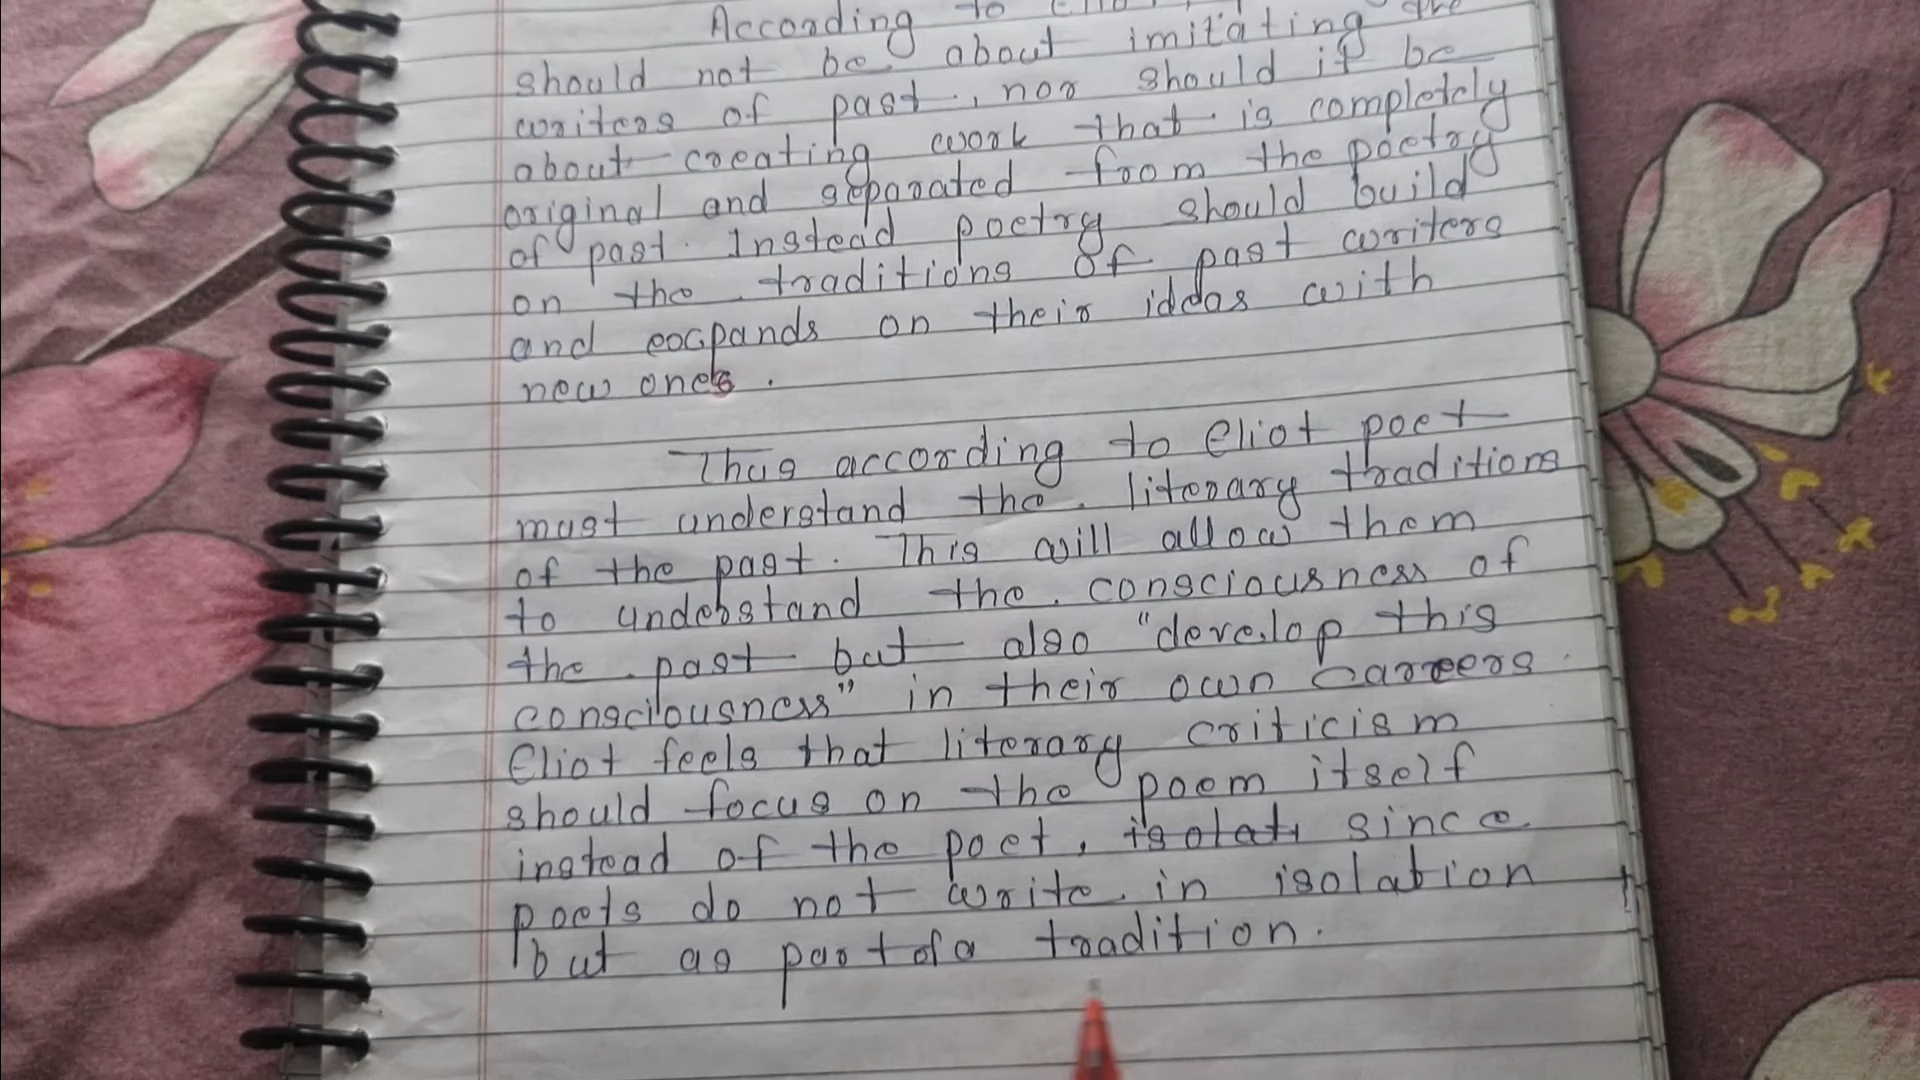 According to
should not be about imitating the
writers of past, nor should it be
about creating work that is completely
original and separated from the poetry
of past. Instead poetry should build
on the traditions of past writers
and expands on their ideas with
new ones.
Thus according to Eliot poet
must understand the literary traditions
of the past. This will allow them
to understand the consciousness of
the past but also "develop this
consciousness" in their own careers.
Eliot feels that literary criticism
should focus on the poem itself
instead of the poet, since
poets do not write in isolation
but as part of a tradition.